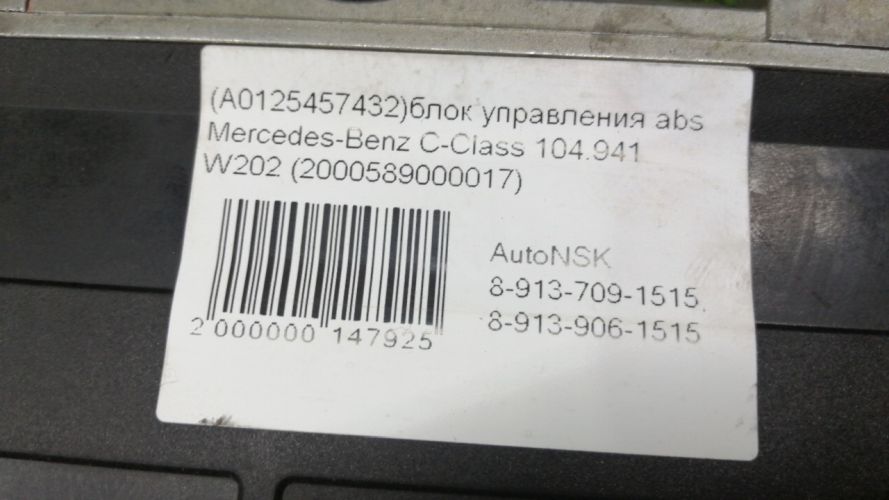 (A0125457432)блок управления abs
Mercedes-Benz C-Class 104.941
W202 (2000589000017)
AutoNSK
8-913-709-1515
8-913-906-1515
2 000000 147925